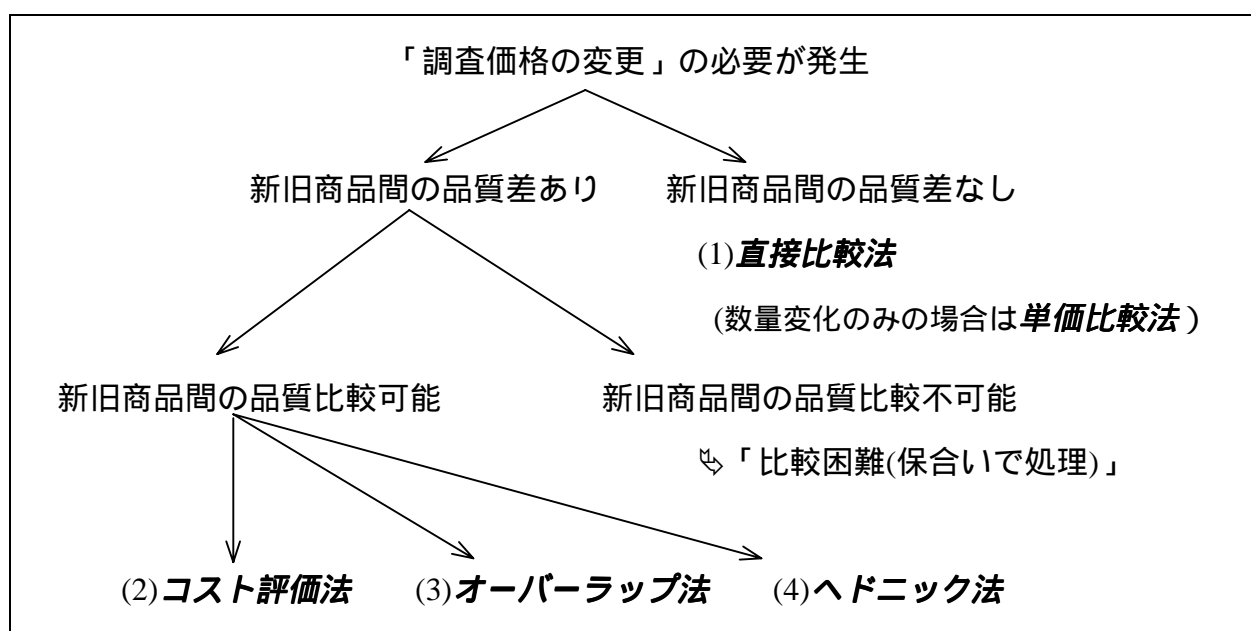 「調査価格の変更」の必要が発生
新旧商品間の品質差あり 新旧商品間の品質差なし
(1)直接比較法
(数量変化のみの場合は単価比較法)
新旧商品間の品質比較可能 新旧商品間の品質比較不可能
「比較困難(保合いで処理)」
(2)コスト評価法 (3)オーバーラップ法 (4)ヘドニック法